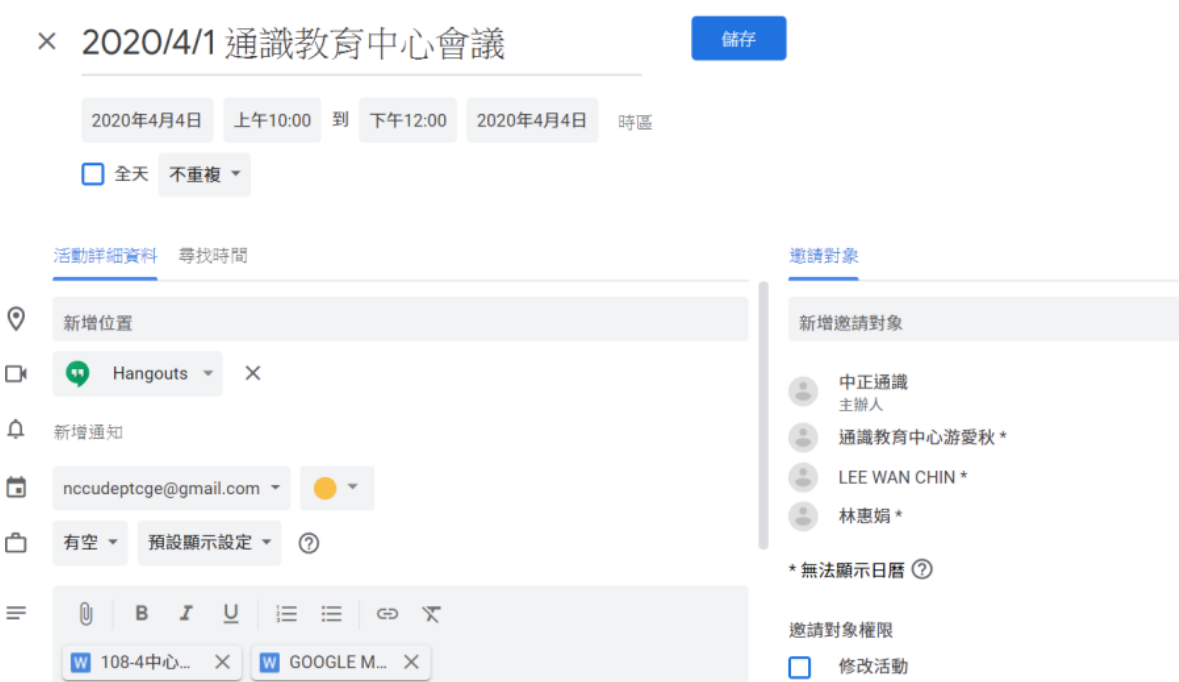 2020/4/1 通識教育中心會議
儲存
2020年4月4日 上午10:00 到 下午12:00 2020年4月4日 時區
全天 不重複
活動詳細資料 尋找時間
新增位置
Hangouts
新增通知
nccudeptcge@gmail.com
有空 預設顯示設定
B I U
108-4中心... GOOGLE M...
邀請對象
新增邀請對象
中正通識
主辦人
通識教育中心游愛秋 *
LEE WAN CHIN *
林惠娟 *
* 無法顯示日曆
邀請對象權限
修改活動